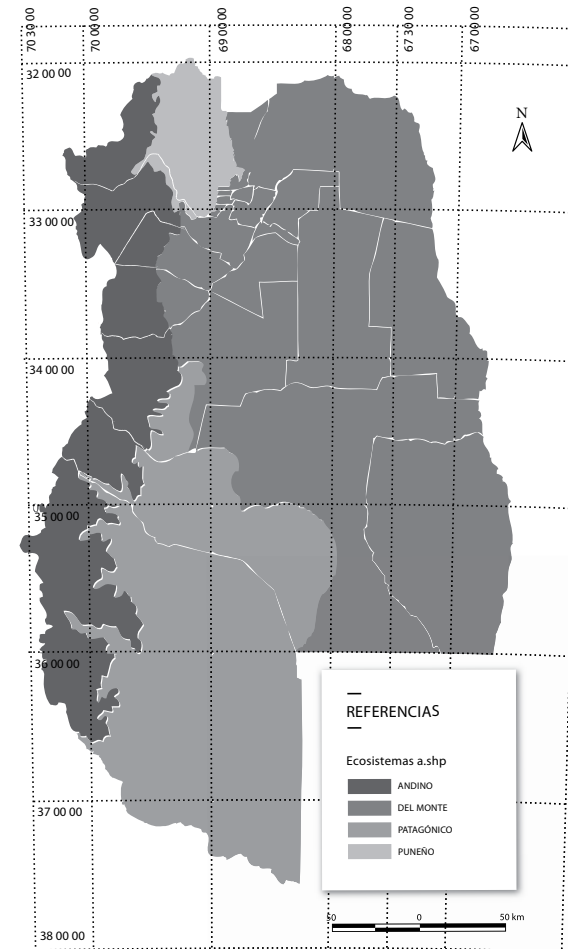 70 30 00
70 00 00
69 00 00
68 00 00
67 30 00
67 00 00
32 00 00
N
33 00 00
34 00 00
35 00 00
36 00 00
REFERENCIAS
Ecosistemas a.shp
ANDINO
DEL MONTE
PATAGÓNICO
PUNEÑO
37 00 00
50 0 50 km
38 00 00